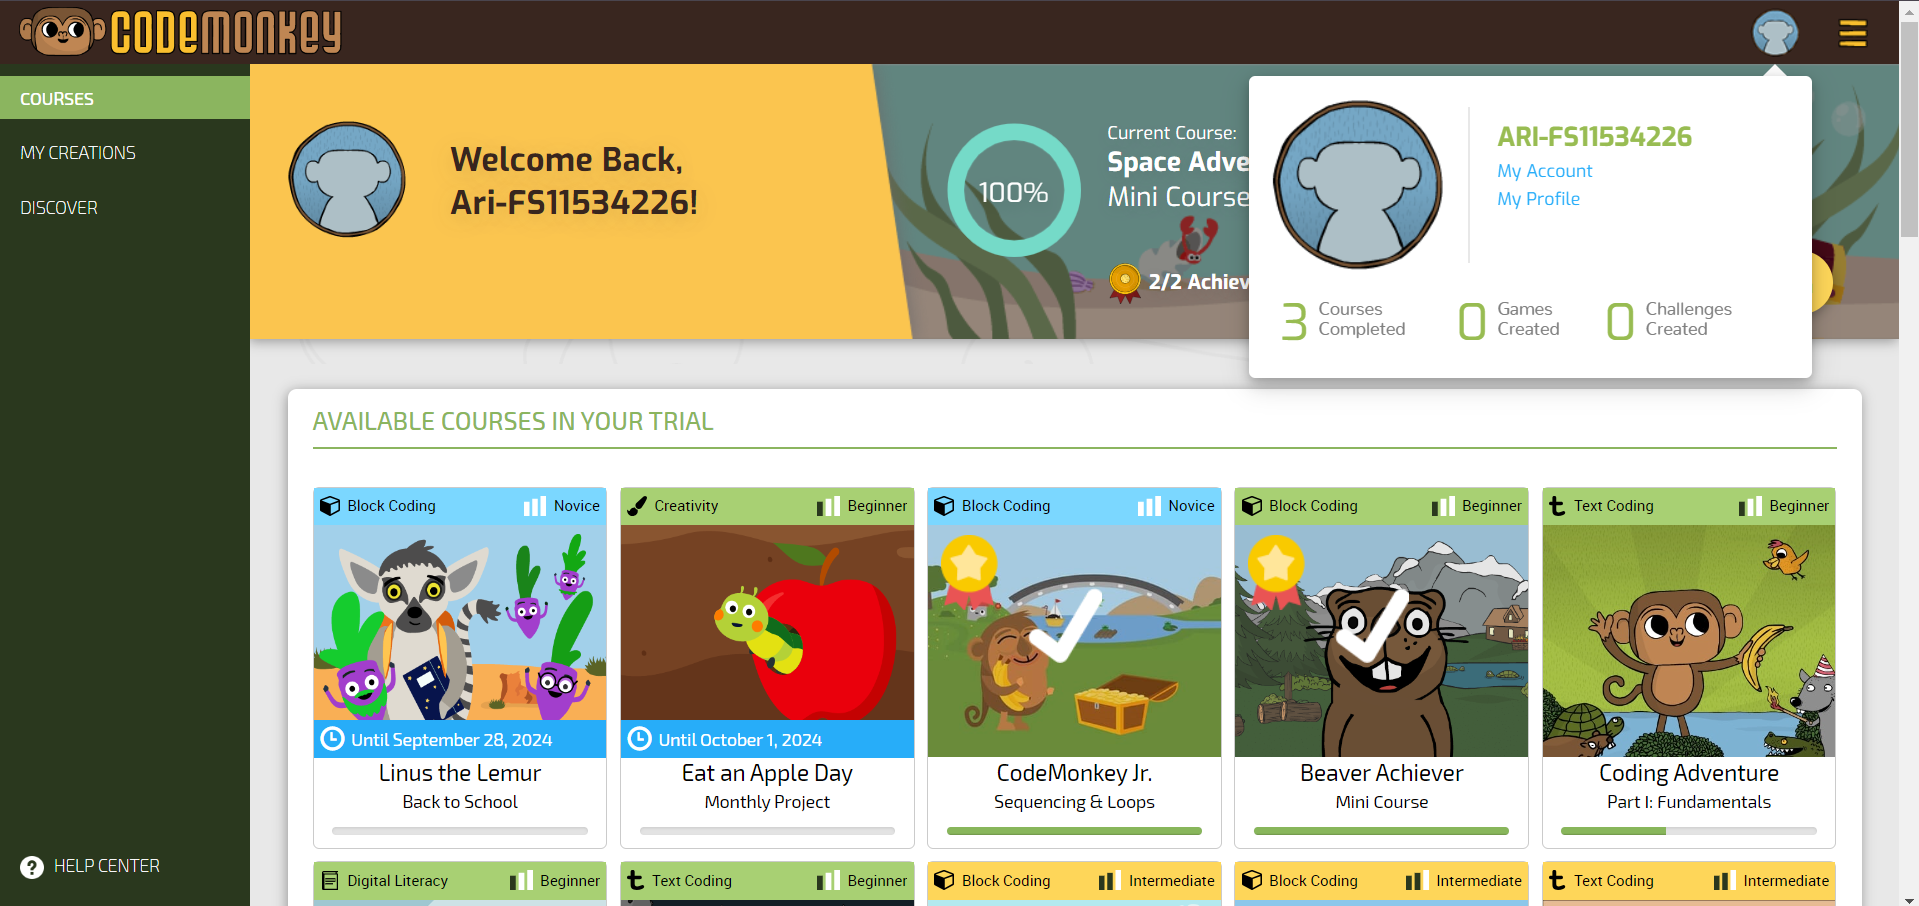 CODEMONKEY
COURSES
MY CREATIONS
DISCOVER
HELP CENTER
Welcome Back,
Ari-FS11534226!
100%
Current Course:
Space Adve
Mini Course
2/2 Achiev
ARI-FS11534226
My Account
My Profile
3 Courses Completed
0 Games Created
0 Challenges Created
AVAILABLE COURSES IN YOUR TRIAL
Block Coding Novice
Until September 28, 2024
Linus the Lemur
Back to School
Creativity Beginner
Until October 1, 2024
Eat an Apple Day
Monthly Project
Block Coding Novice
CodeMonkey Jr.
Sequencing & Loops
Block Coding Beginner
Beaver Achiever
Mini Course
Text Coding Beginner
Coding Adventure
Part I: Fundamentals
Digital Literacy Beginner
Text Coding Beginner
Block Coding Intermediate
Block Coding Intermediate
Text Coding Intermediate